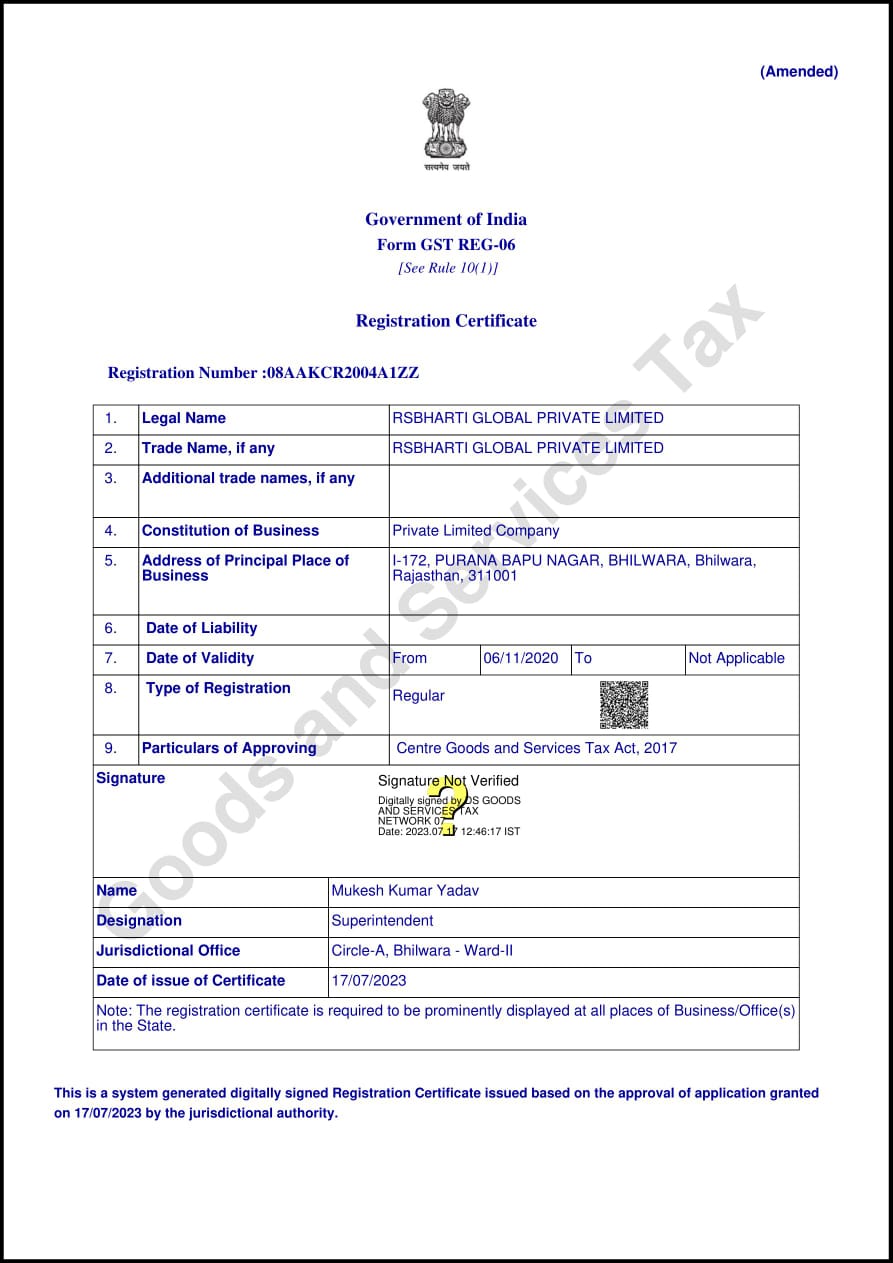 (Amended)
सत्यमेव जयते
Government of India
Form GST REG-06
[See Rule 10(1)]
Registration Certificate
Registration Number :08AAKCR2004A1ZZ
1. Legal Name RSBHARTI GLOBAL PRIVATE LIMITED
2. Trade Name, if any RSBHARTI GLOBAL PRIVATE LIMITED
3. Additional trade names, if any
4. Constitution of Business Private Limited Company
5. Address of Principal Place of I-172, PURANA BAPU NAGAR, BHILWARA, Bhilwara,
Business Rajasthan, 311001
6. Date of Liability
7. Date of Validity From 06/11/2020 To Not Applicable
8. Type of Registration
Regular
9. Particulars of Approving Centre Goods and Services Tax Act, 2017
Signature Signature Not Verified
Digitally signed by DS GOODS
AND SERVICES TAX
NETWORK 07
Date: 2023.07.17 12:46:17 IST
?
Name Mukesh Kumar Yadav
Designation Superintendent
Jurisdictional Office Circle-A, Bhilwara - Ward-II
Date of issue of Certificate 17/07/2023
Note: The registration certificate is required to be prominently displayed at all places of Business/Office(s)
in the State.
This is a system generated digitally signed Registration Certificate issued based on the approval of application granted
on 17/07/2023 by the jurisdictional authority.
Goods and Services Tax